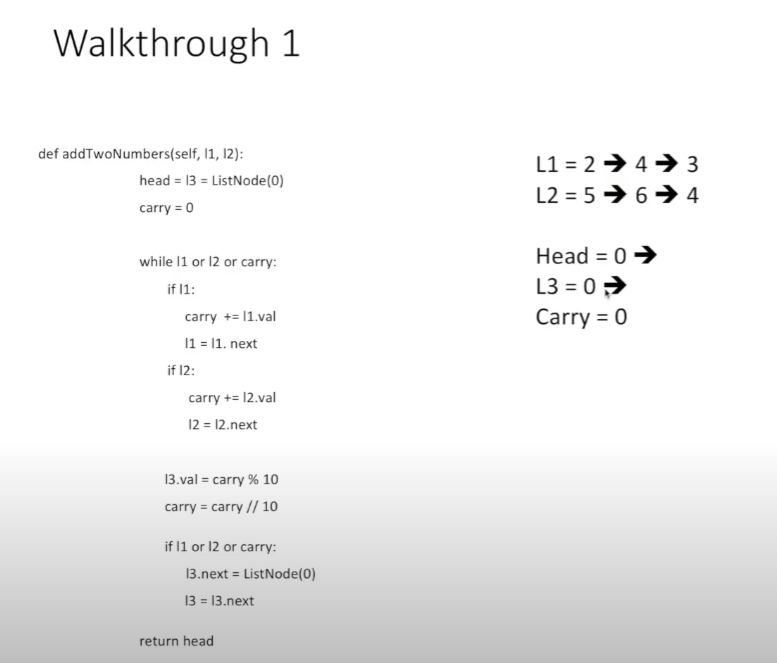 Walkthrough 1
def addTwoNumbers(self, l1, l2):
head = l3 = ListNode(0)
carry = 0
while l1 or l2 or carry:
if l1:
carry += l1.val
l1 = l1. next
if l2:
carry += l2.val
l2 = l2.next
l3.val = carry % 10
carry = carry // 10
if l1 or l2 or carry:
l3.next = ListNode(0)
l3 = l3.next
return head
L1 = 2 ➔ 4 ➔ 3
L2 = 5 ➔ 6 ➔ 4
Head = 0 ➔
L3 = 0 ➔
Carry = 0